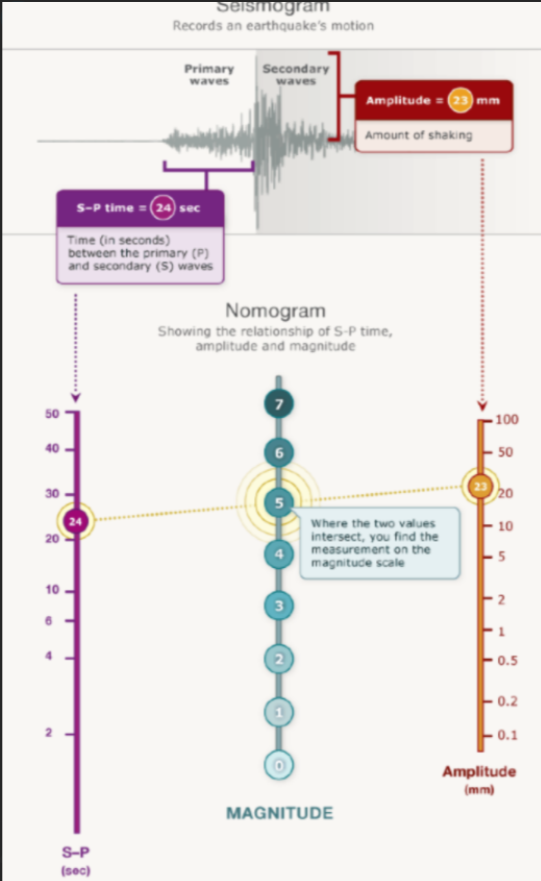 Seismogram
Records an earthquake's motion
Primary
waves
Secondary
waves
Amplitude = 23 mm
Amount of shaking
S-P time = 24 sec
Time (in seconds)
between the primary (P)
and secondary (S) waves
Nomogram
Showing the relationship of S-P time,
amplitude and magnitude
50
40
30
24
20
10
6
4
2
S-P
(sec)
7
6
5
4
3
2
1
0
MAGNITUDE
Where the two values
intersect, you find the
measurement on the
magnitude scale
100
50
23
20
10
5
2
1
0.5
0.2
0.1
Amplitude
(mm)